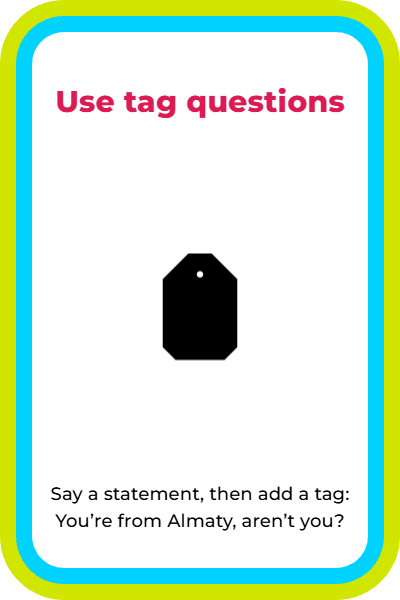 Use tag questions
Say a statement, then add a tag:
You’re from Almaty, aren’t you?